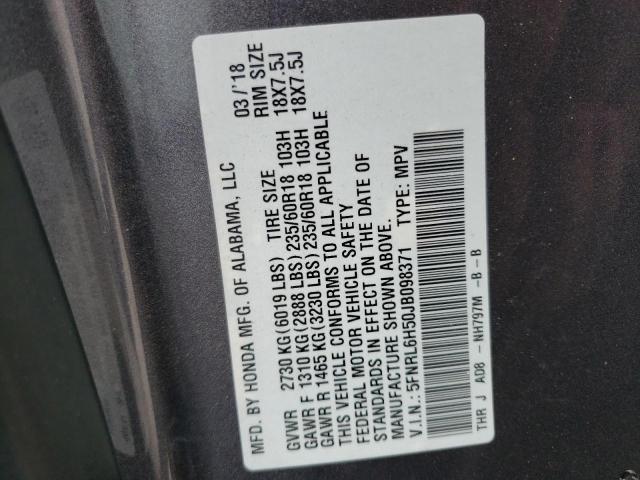 MFD. BY HONDA MFG. OF ALABAMA, LLC 03/'18
GVWR 2730 KG(6019 LBS) TIRE SIZE RIM SIZE
GAWR F 1310 KG(2888 LBS)235/60R18 103H 18X7.5J
GAWR R 1465 KG(3230 LBS)235/60R18 103H 18X7.5J
THIS VEHICLE CONFORMS TO ALL APPLICABLE
FEDERAL MOTOR VEHICLE SAFETY
STANDARDS IN EFFECT ON THE DATE OF
MANUFACTURE SHOWN ABOVE.
V.I.N.: 5FNRL6H50JB098371 TYPE: MPV
THR J AD8 - NH797M -B-B